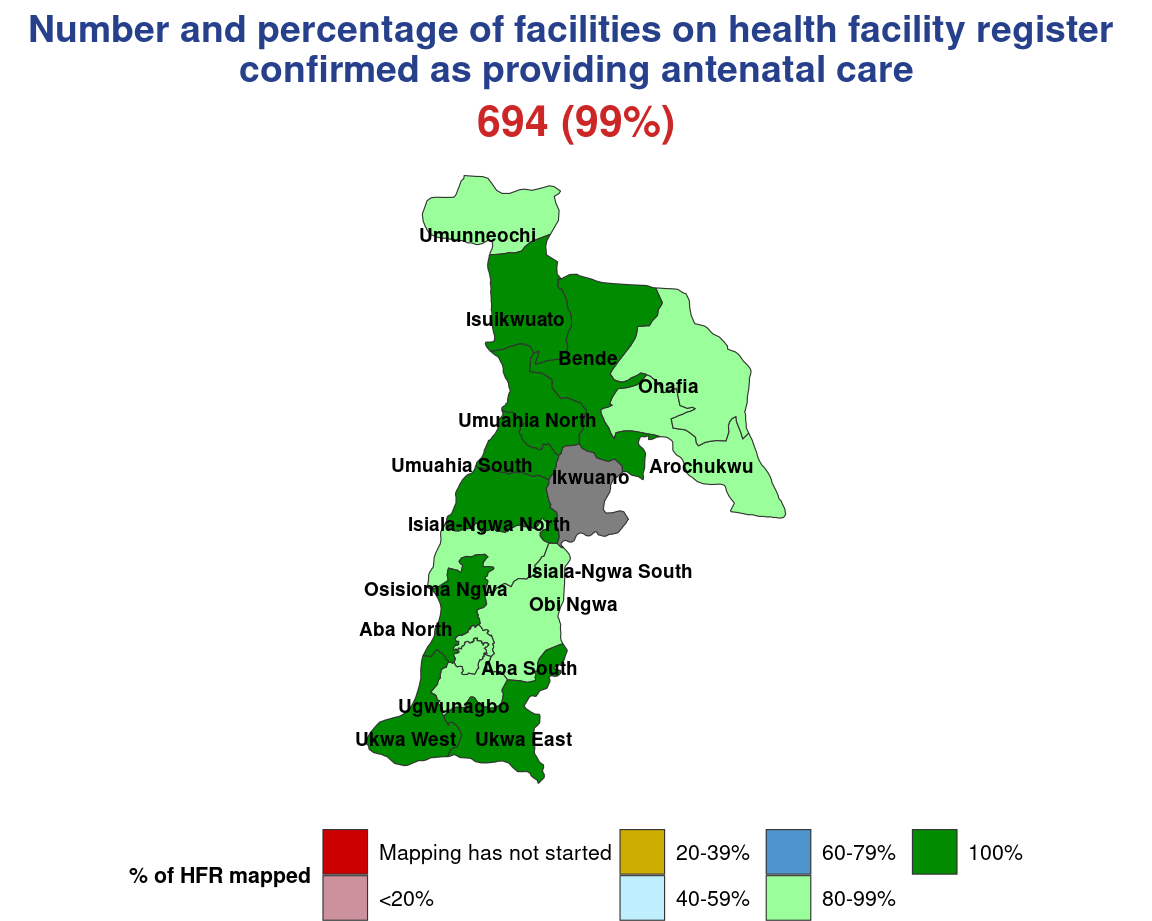 Number and percentage of facilities on health facility register
confirmed as providing antenatal care
694 (99%)
Umunneochi
Isuikwuato
Bende
Ohafia
Umuahia North
Umuahia South
Arochukwu
Ikwuano
Isiala-Ngwa North
Isiala-Ngwa South
Osisioma Ngwa
Obi Ngwa
Aba North
Aba South
Ugwunagbo
Ukwa West
Ukwa East
% of HFR mapped
Mapping has not started
<20%
20-39%
40-59%
60-79%
80-99%
100%